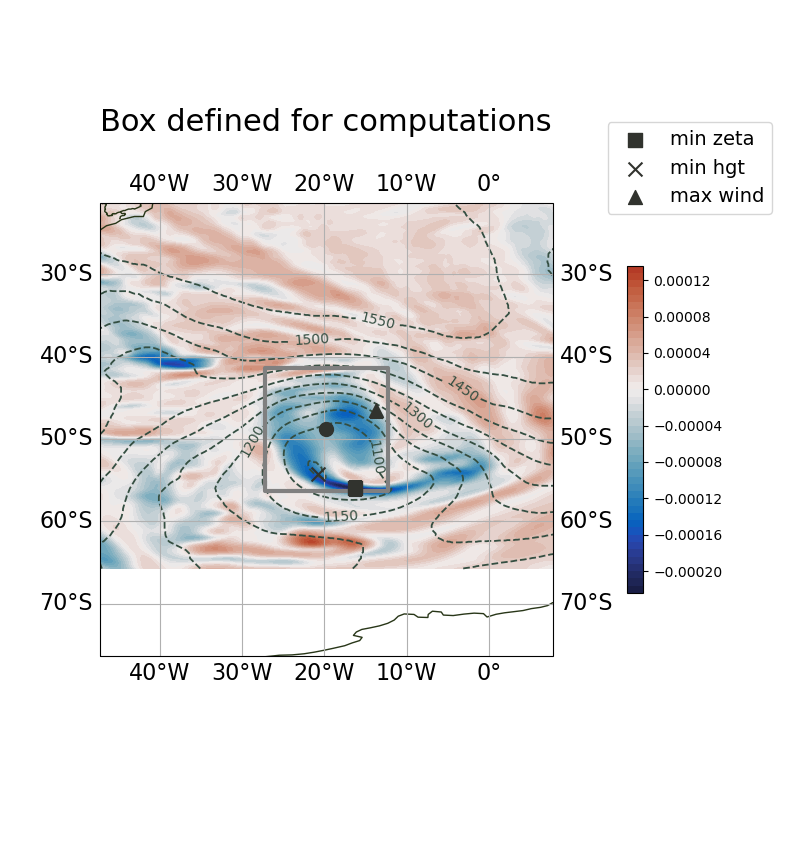 Box defined for computations
min zeta
min hgt
max wind
40°W 30°W 20°W 10°W 0°
30°S 30°S
40°S 40°S
50°S 50°S
60°S 60°S
70°S 70°S
40°W 30°W 20°W 10°W 0°
1550
1500
1450
1300
1200
1100
1150
0.00012
0.00008
0.00004
0.00000
−0.00004
−0.00008
−0.00012
−0.00016
−0.00020